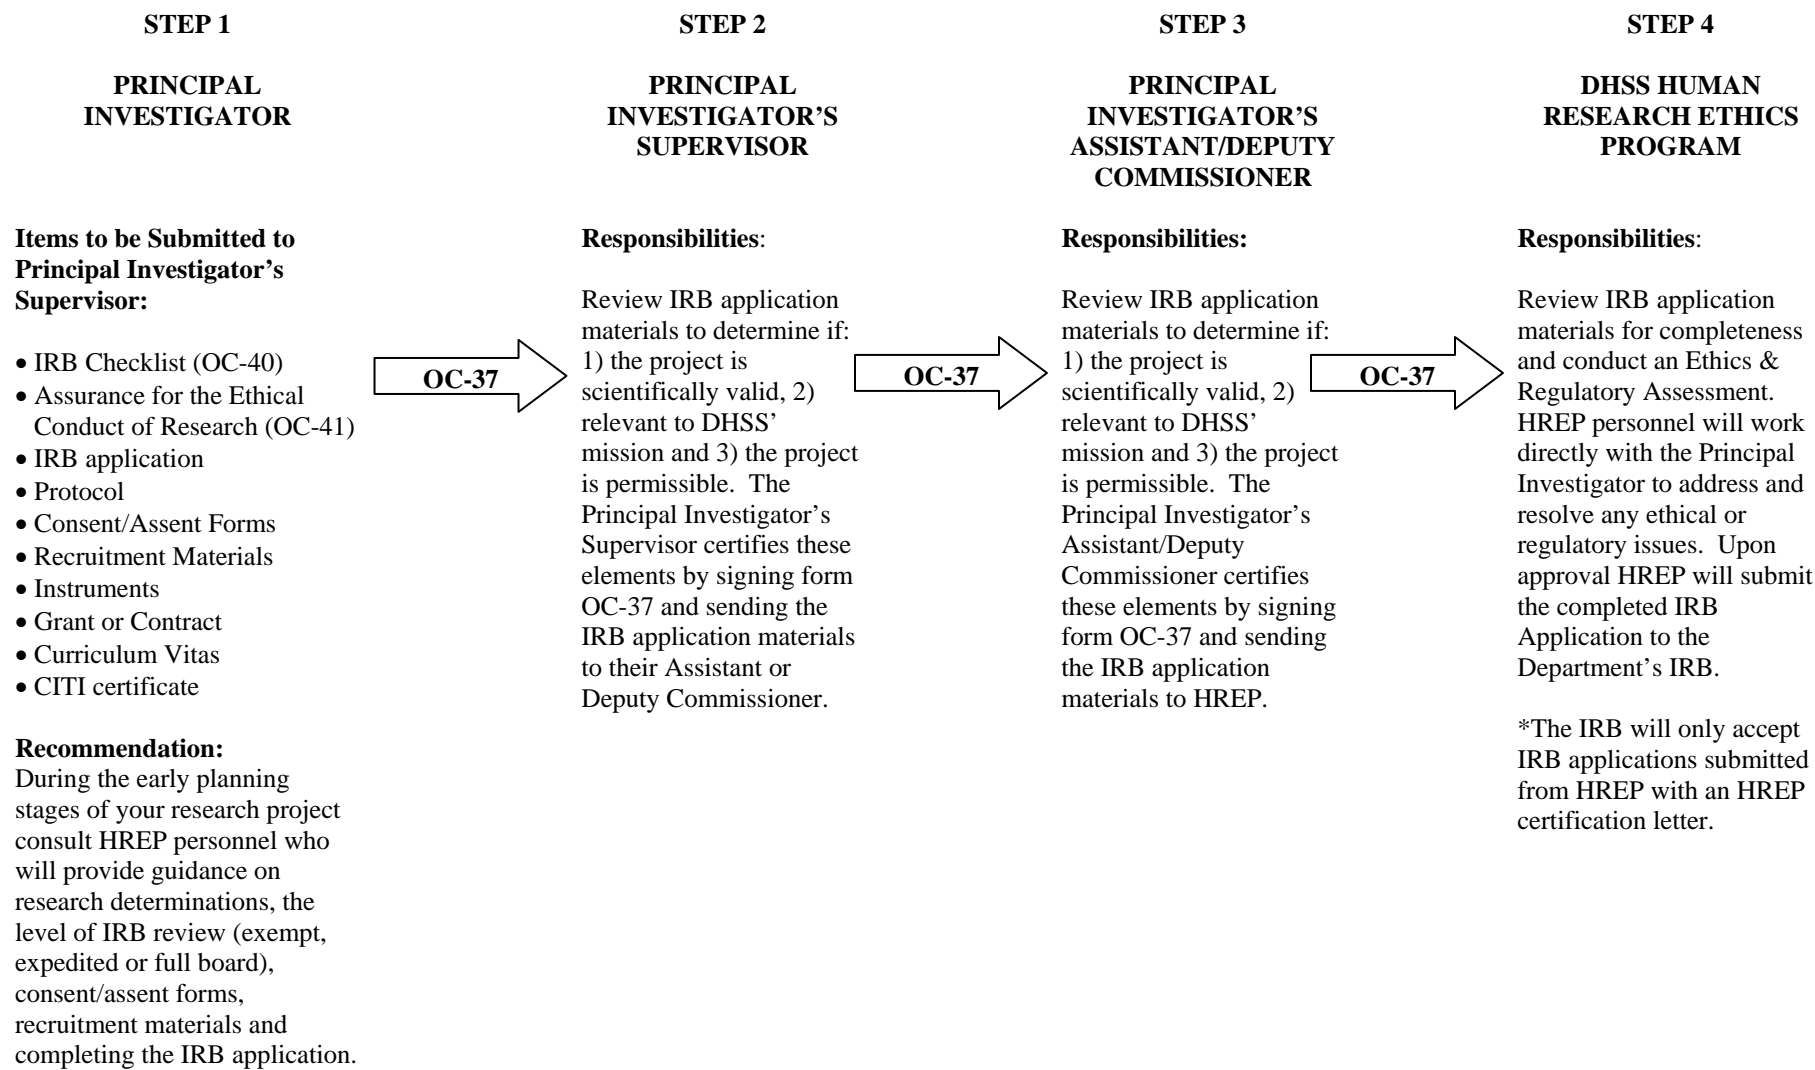 STEP 1
PRINCIPAL
INVESTIGATOR
Items to be Submitted to
Principal Investigator’s
Supervisor:
• IRB Checklist (OC-40)
• Assurance for the Ethical
Conduct of Research (OC-41)
• IRB application
• Protocol
• Consent/Assent Forms
• Recruitment Materials
• Instruments
• Grant or Contract
• Curriculum Vitas
• CITI certificate
Recommendation:
During the early planning
stages of your research project
consult HREP personnel who
will provide guidance on
research determinations, the
level of IRB review (exempt,
expedited or full board),
consent/assent forms,
recruitment materials and
completing the IRB application.
OC-37
STEP 2
PRINCIPAL
INVESTIGATOR’S
SUPERVISOR
Responsibilities:
Review IRB application
materials to determine if:
1) the project is
scientifically valid, 2)
relevant to DHSS’
mission and 3) the project
is permissible. The
Principal Investigator’s
Supervisor certifies these
elements by signing form
OC-37 and sending the
IRB application materials
to their Assistant or
Deputy Commissioner.
OC-37
STEP 3
PRINCIPAL
INVESTIGATOR’S
ASSISTANT/DEPUTY
COMMISSIONER
Responsibilities:
Review IRB application
materials to determine if:
1) the project is
scientifically valid, 2)
relevant to DHSS’
mission and 3) the project
is permissible. The
Principal Investigator’s
Assistant/Deputy
Commissioner certifies
these elements by signing
form OC-37 and sending
the IRB application
materials to HREP.
OC-37
STEP 4
DHSS HUMAN
RESEARCH ETHICS
PROGRAM
Responsibilities:
Review IRB application
materials for completeness
and conduct an Ethics &
Regulatory Assessment.
HREP personnel will work
directly with the Principal
Investigator to address and
resolve any ethical or
regulatory issues. Upon
approval HREP will submit
the completed IRB
Application to the
Department’s IRB.
*The IRB will only accept
IRB applications submitted
from HREP with an HREP
certification letter.